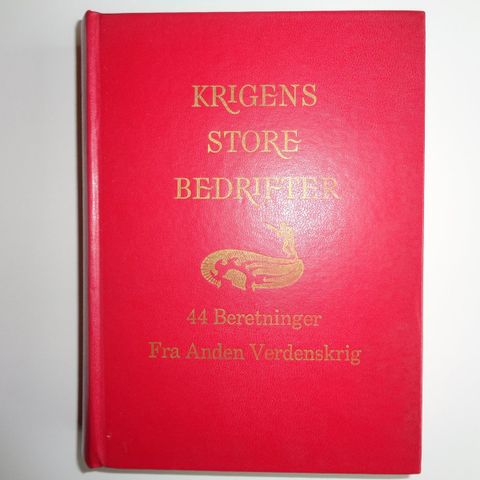 KRIGENS
STORE
BEDRIFTER
44 Beretninger
Fra Anden Verdenskrig